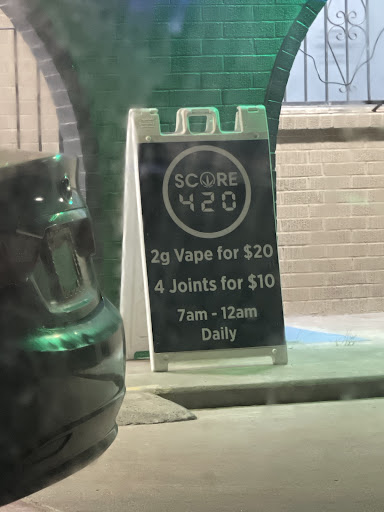 SCORE
420
2g Vape for $20
4 Joints for $10
7am - 12am
Daily